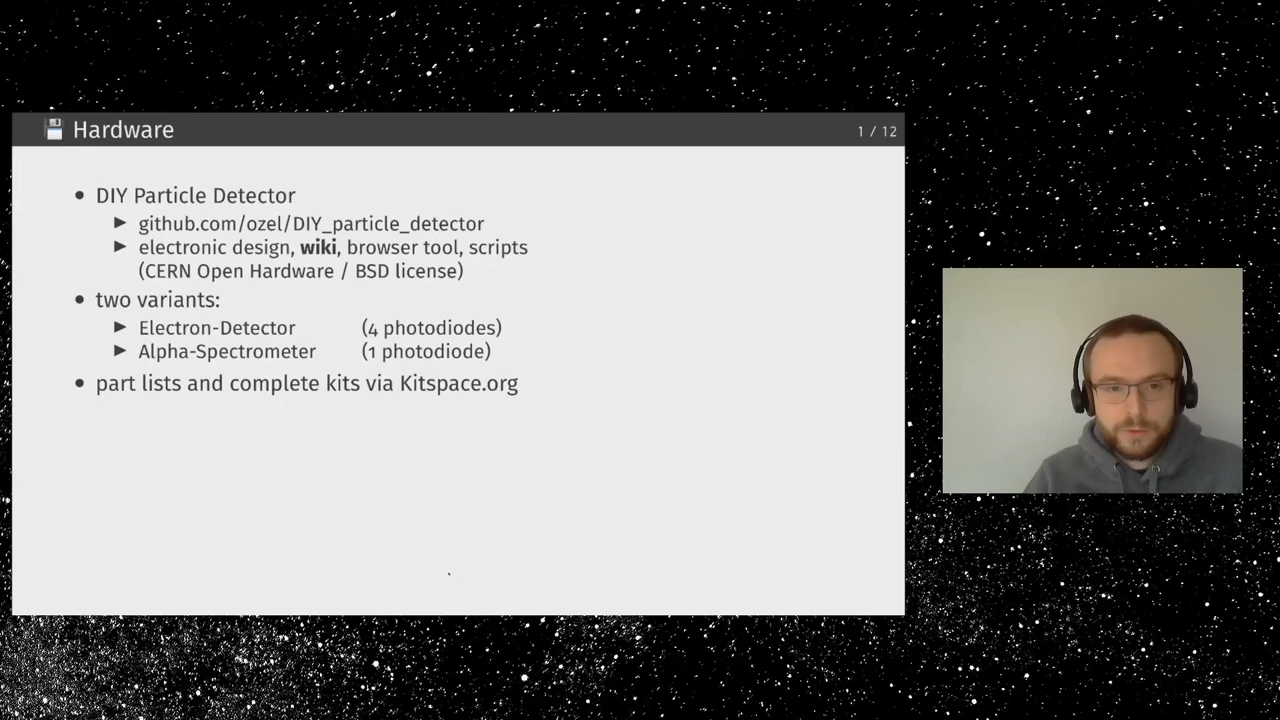 Hardware
1 / 12
DIY Particle Detector
github.com/ozel/DIY_particle_detector
electronic design, wiki, browser tool, scripts
(CERN Open Hardware / BSD license)
two variants:
Electron-Detector (4 photodiodes)
Alpha-Spectrometer (1 photodiode)
part lists and complete kits via Kitspace.org